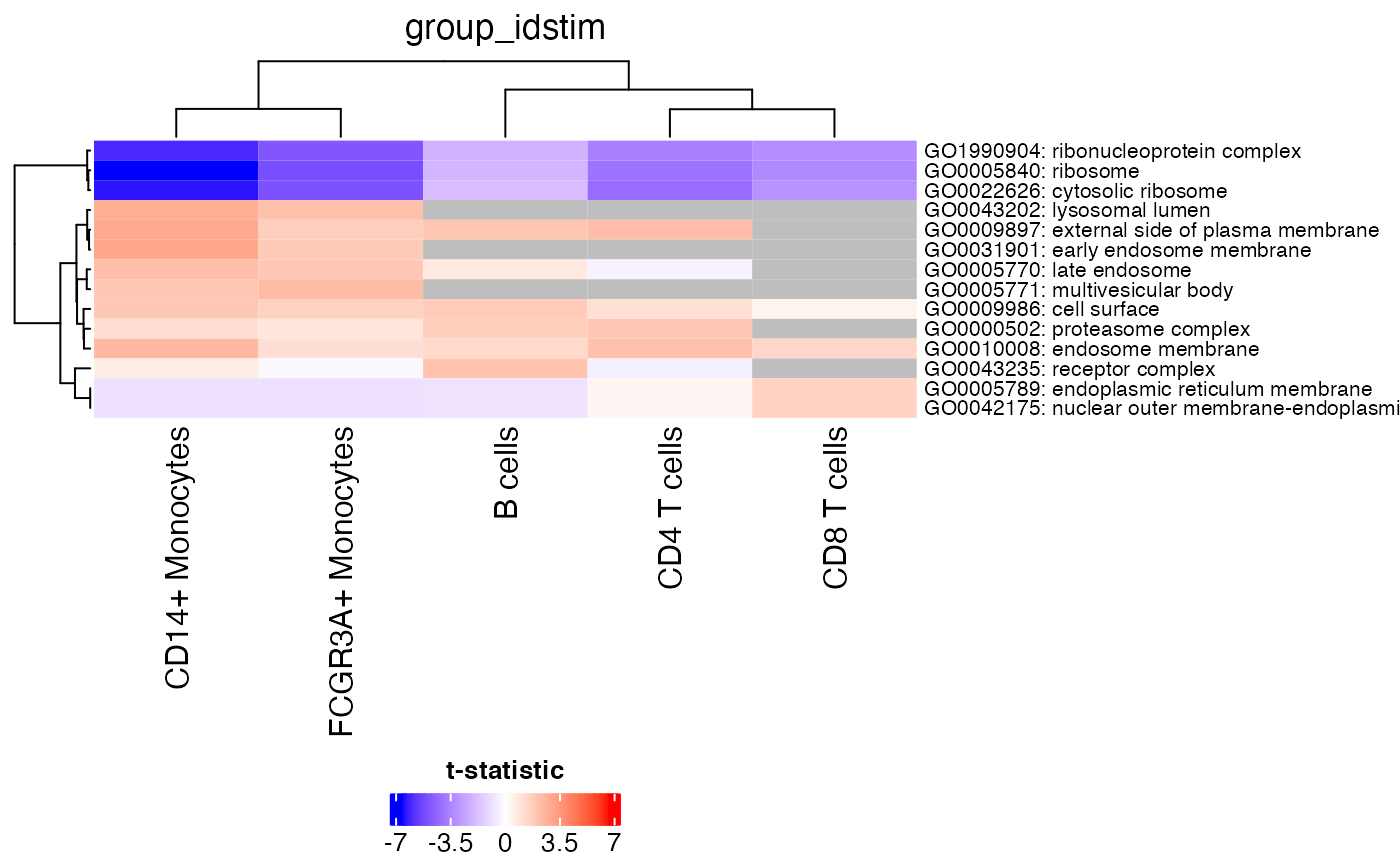 group_idstim
GO1990904: ribonucleoprotein complex
GO0005840: ribosome
GO0022626: cytosolic ribosome
GO0043202: lysosomal lumen
GO0009897: external side of plasma membrane
GO0031901: early endosome membrane
GO0005770: late endosome
GO0005771: multivesicular body
GO0009986: cell surface
GO0000502: proteasome complex
GO0010008: endosome membrane
GO0043235: receptor complex
GO0005789: endoplasmic reticulum membrane
GO0042175: nuclear outer membrane-endoplasmi
CD14+ Monocytes
FCGR3A+ Monocytes
B cells
CD4 T cells
CD8 T cells
t-statistic
-7 -3.5 0 3.5 7